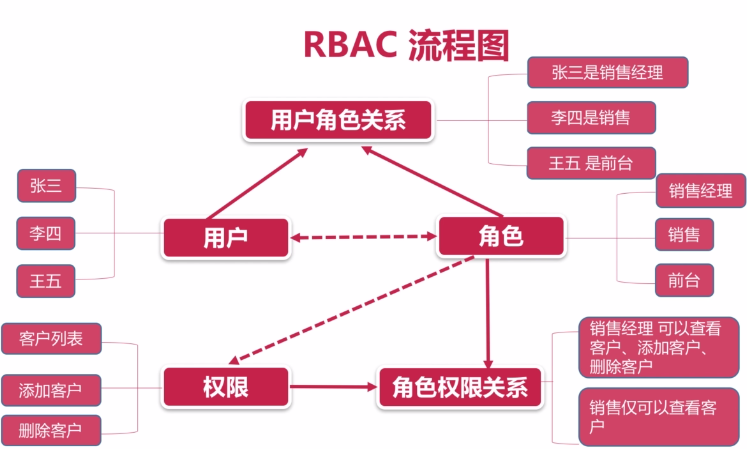 RBAC 流程图
张三是销售经理
用户角色关系
李四是销售
王五 是前台
张三
李四
王五
用户
角色
销售经理
销售
前台
客户列表
添加客户
删除客户
权限
角色权限关系
销售经理 可以查看
客户、添加客户、
删除客户
销售仅可以查看客
户